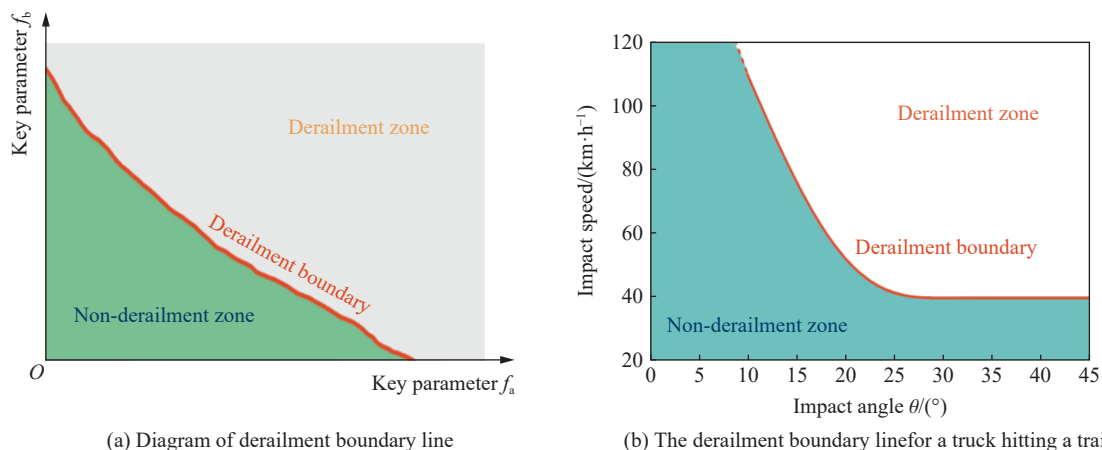 Key parameter f_b
Derailment zone
Derailment boundary
Non-derailment zone
O
Key parameter f_a
(a) Diagram of derailment boundary line
Impact speed/(km·h⁻¹)
120
100
80
60
40
20
Derailment zone
Derailment boundary
Non-derailment zone
0 5 10 15 20 25 30 35 40 45
Impact angle θ/(°)
(b) The derailment boundary linefor a truck hitting a trai